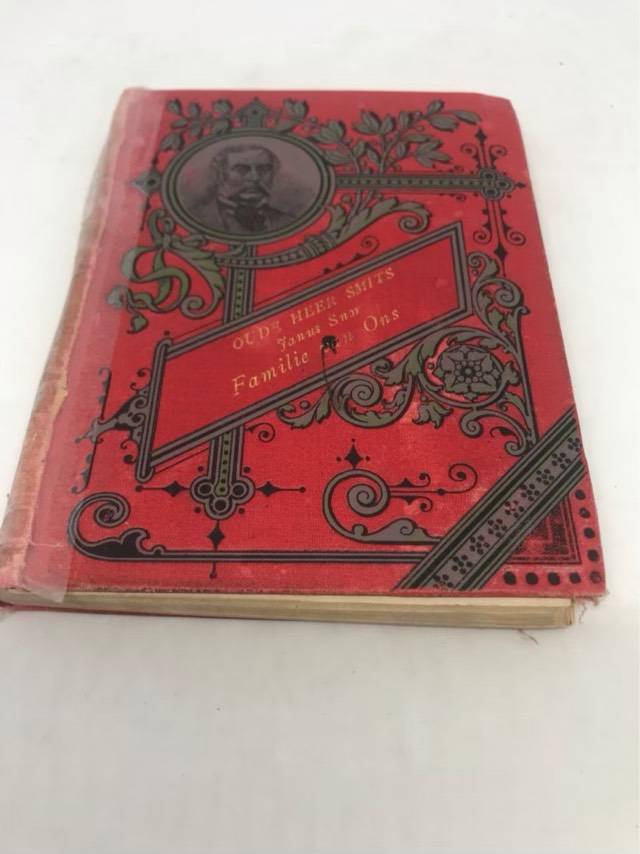 OUDE HEER SMITS
Janus Snor
Familie Ons